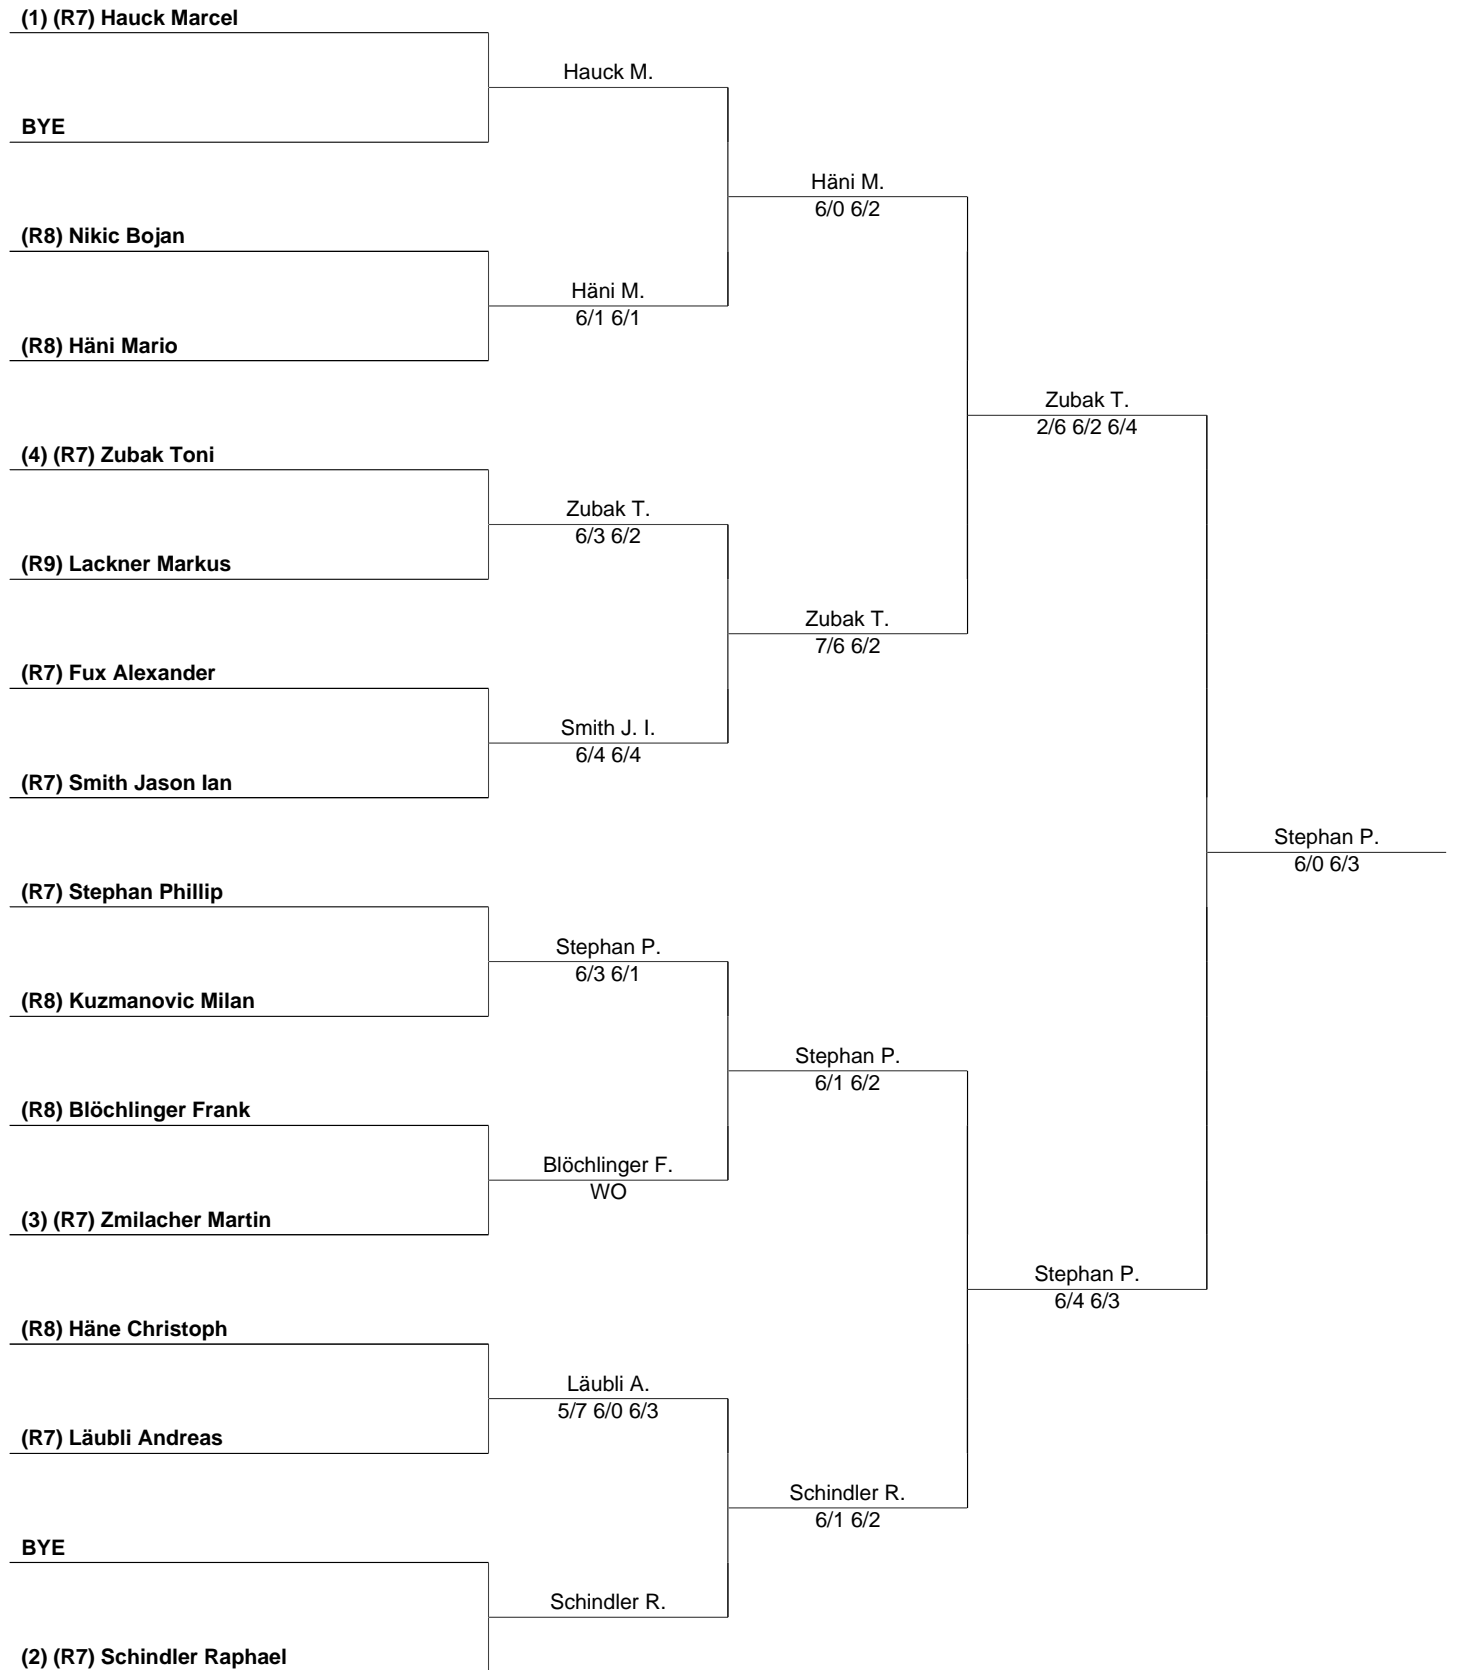 (1) (R7) Hauck Marcel
Hauck M.
BYE
Häni M.
6/0 6/2
(R8) Nikic Bojan
Häni M.
6/1 6/1
(R8) Häni Mario
Zubak T.
2/6 6/2 6/4
(4) (R7) Zubak Toni
Zubak T.
6/3 6/2
(R9) Lackner Markus
Zubak T.
7/6 6/2
(R7) Fux Alexander
Smith J. I.
6/4 6/4
(R7) Smith Jason Ian
Stephan P.
6/0 6/3
(R7) Stephan Phillip
Stephan P.
6/3 6/1
(R8) Kuzmanovic Milan
Stephan P.
6/1 6/2
(R8) Blöchlinger Frank
Blöchlinger F.
WO
(3) (R7) Zmilacher Martin
Stephan P.
6/4 6/3
(R8) Häne Christoph
Läubli A.
5/7 6/0 6/3
(R7) Läubli Andreas
Schindler R.
6/1 6/2
BYE
Schindler R.
(2) (R7) Schindler Raphael